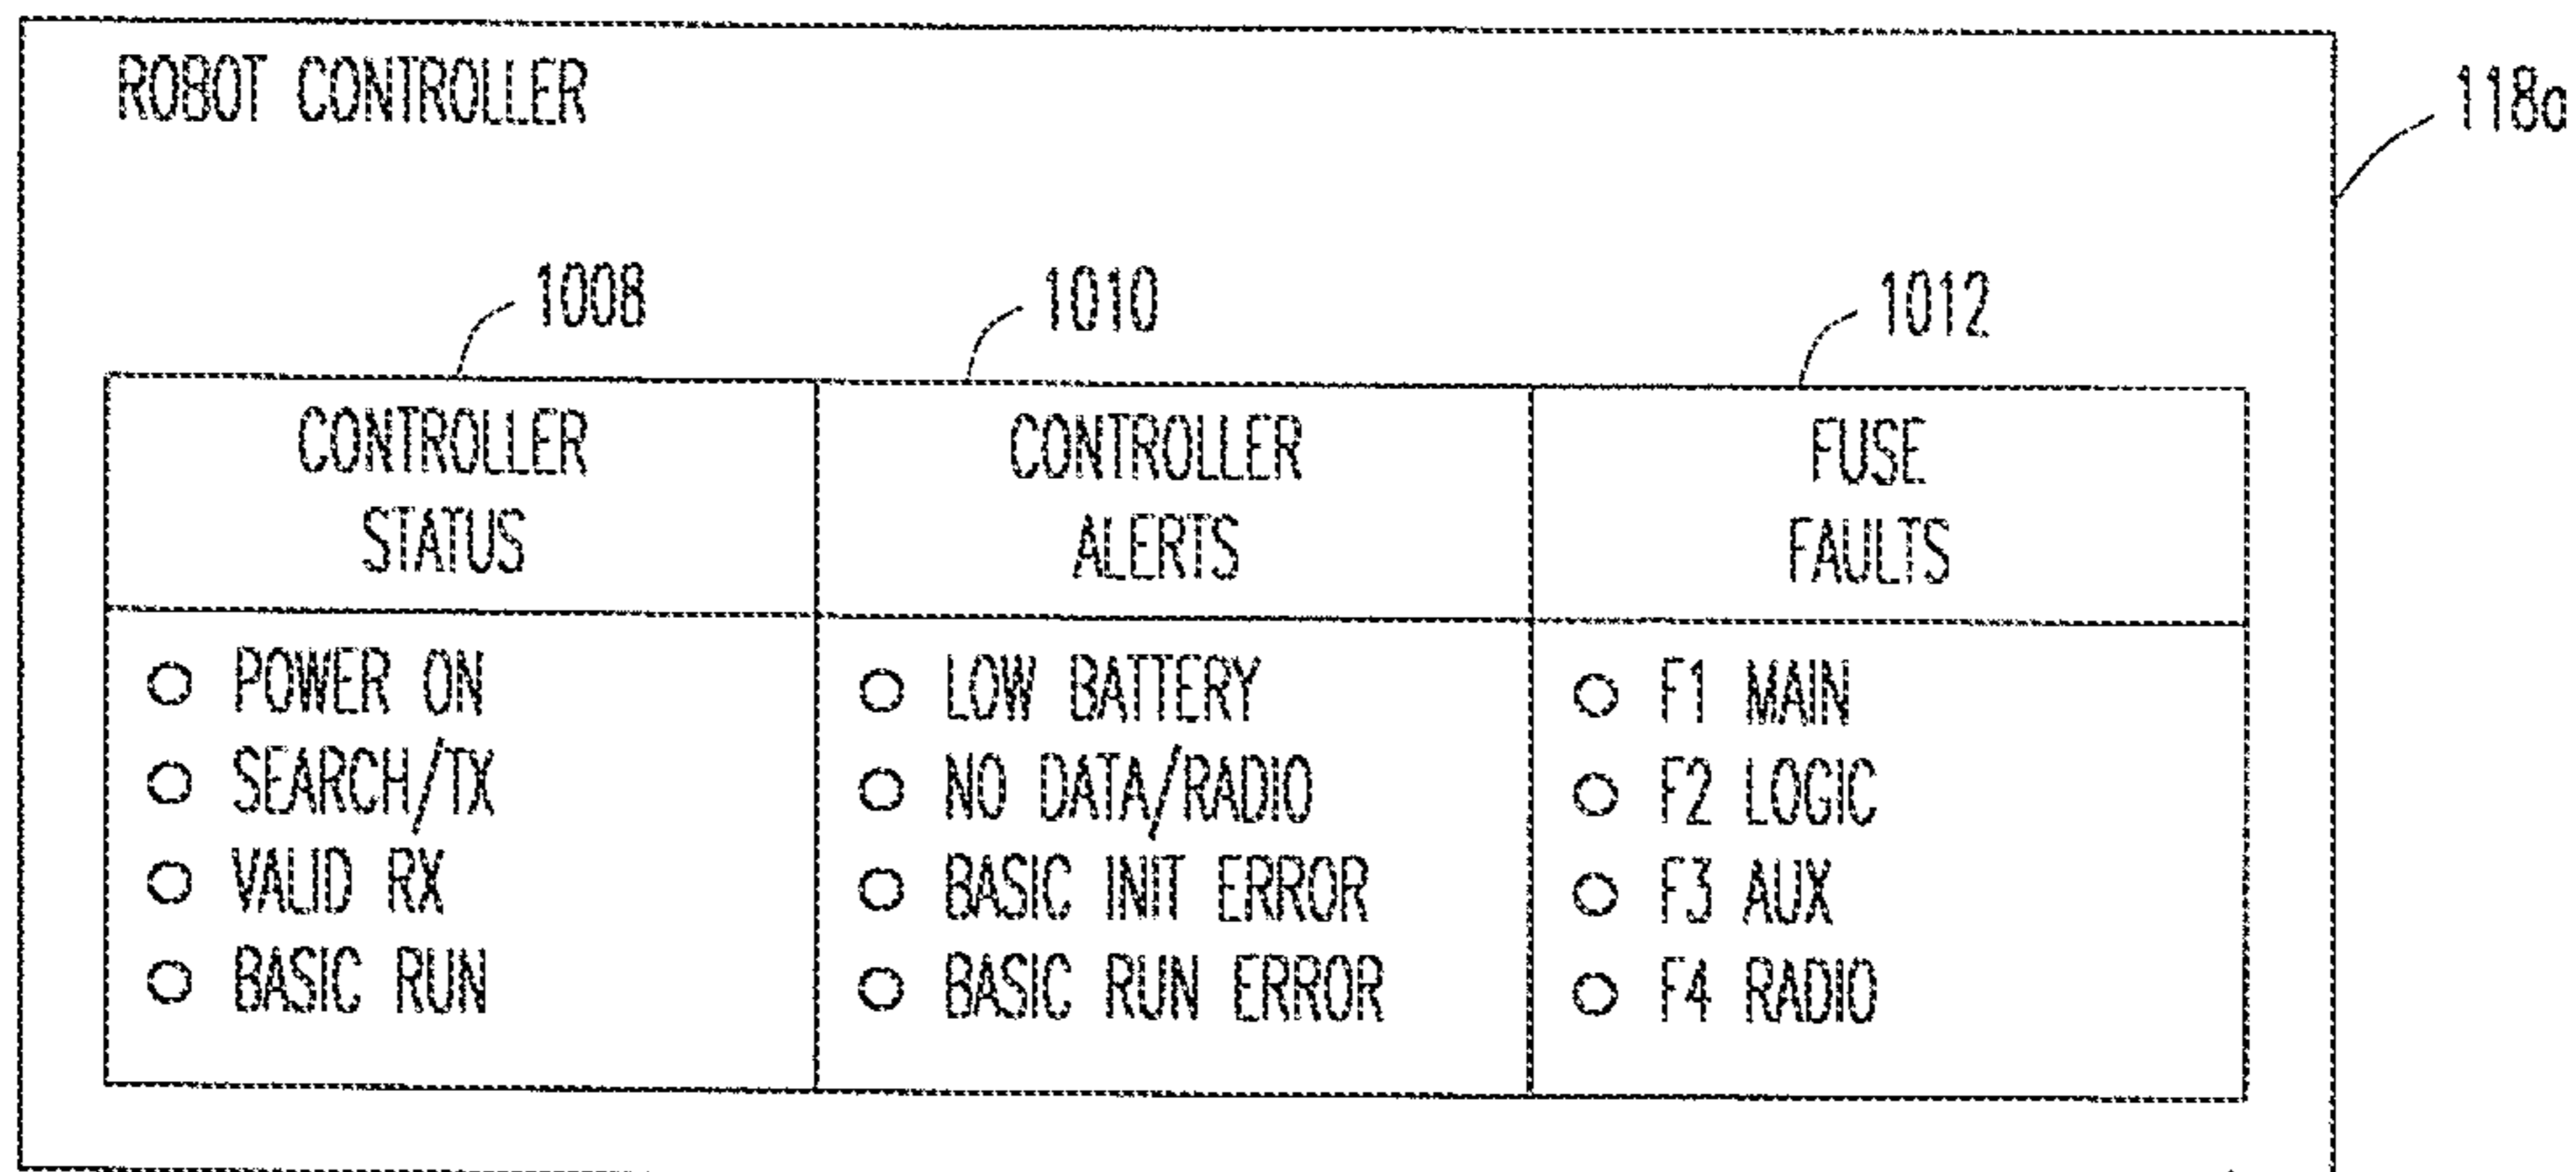 ROBOT CONTROLLER
118a
1008
1010
1012
CONTROLLER
STATUS
CONTROLLER
ALERTS
FUSE
FAULTS
POWER ON
SEARCH/TX
VALID RX
BASIC RUN
LOW BATTERY
NO DATA/RADIO
BASIC INIT ERROR
BASIC RUN ERROR
F1 MAIN
F2 LOGIC
F3 AUX
F4 RADIO